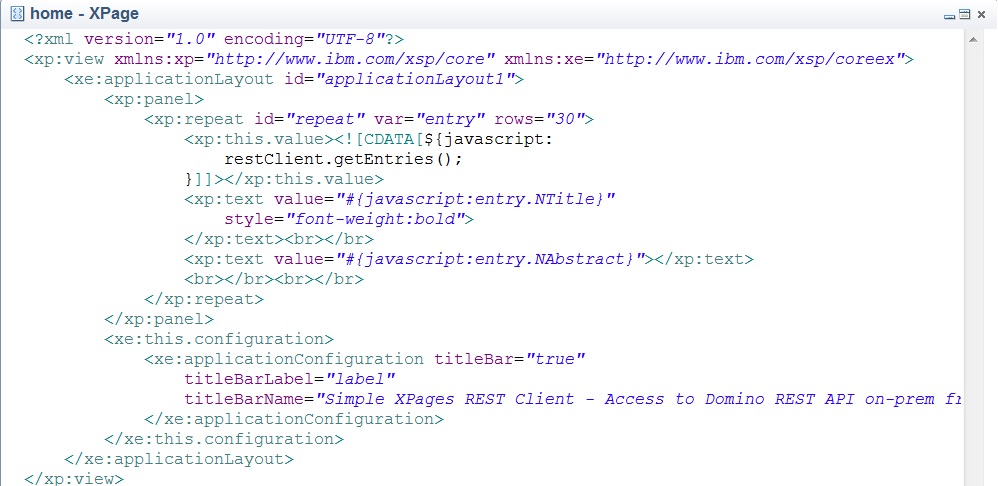 home - XPage
<?xml version="1.0" encoding="UTF-8"?>
<xp:view xmlns:xp="http://www.ibm.com/xsp/core" xmlns:xe="http://www.ibm.com/xsp/coreex">
    <xe:applicationLayout id="applicationLayout1">
        <xp:panel>
            <xp:repeat id="repeat" var="entry" rows="30">
                <xp:this.value><![CDATA[${javascript:
                    restClient.getEntries();
                }]]></xp:this.value>
                <xp:text value="#{javascript:entry.NTitle}"
                    style="font-weight:bold">
                </xp:text><br></br>
                <xp:text value="#{javascript:entry.NAbstract}"></xp:text>
                <br></br><br></br>
            </xp:repeat>
        </xp:panel>
        <xe:this.configuration>
            <xe:applicationConfiguration titleBar="true"
                titleBarLabel="label"
                titleBarName="Simple XPages REST Client - Access to Domino REST API on-prem
            </xe:applicationConfiguration>
        </xe:this.configuration>
    </xe:applicationLayout>
</xp:view>